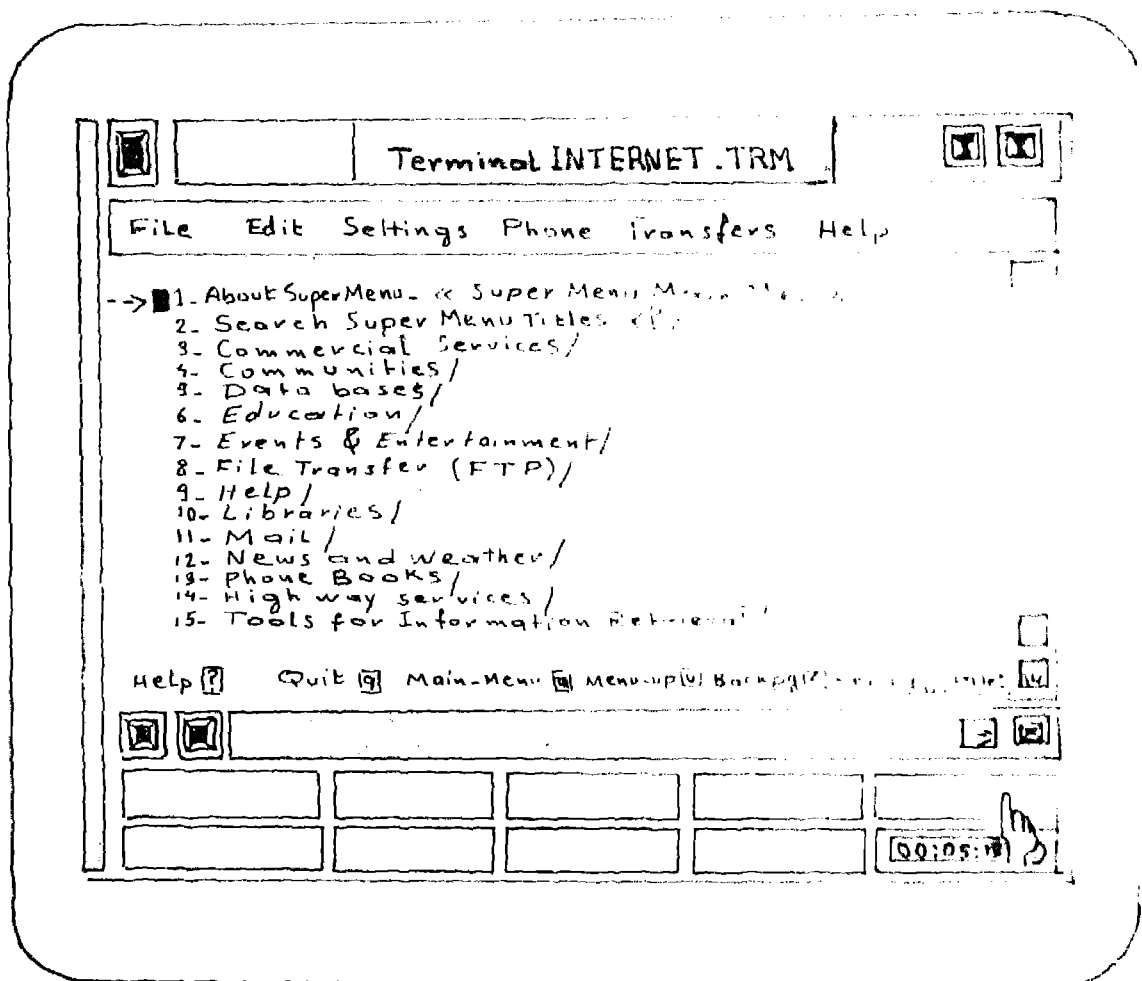 Terminal INTERNET.TRM
File Edit Settings Phone Transfers Help
-->1- About SuperMenu- << Super Menu
2- Search Super Menu Titles <?>
3- Commercial Services/
4- Communities/
5- Data bases/
6- Education/
7- Events & Entertainment/
8- File Transfer (FTP)/
9- Help/
10- Libraries/
11- Mail/
12- News and weather/
13- Phone Books/
14- High way services/
15- Tools for Information Retrieval/
Help [?] Quit [q] Main-Menu Menu-up [u]
00:05: